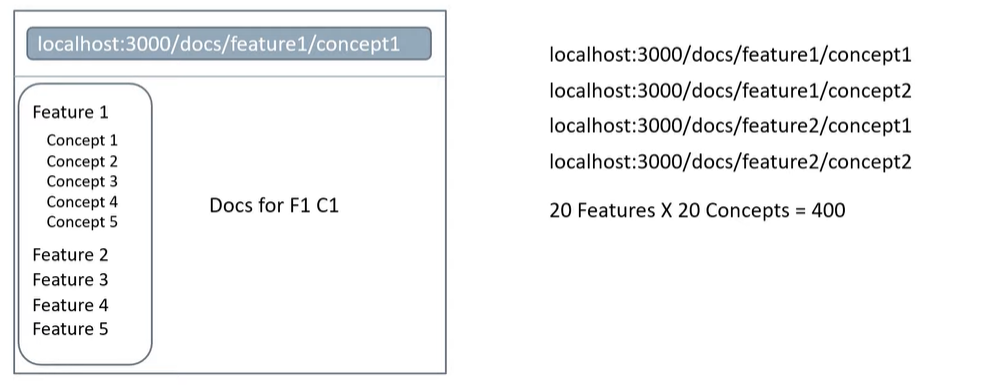 localhost:3000/docs/feature1/concept1
Feature 1
Concept 1
Concept 2
Concept 3
Concept 4
Concept 5
Feature 2
Feature 3
Feature 4
Feature 5
Docs for F1 C1
localhost:3000/docs/feature1/concept1
localhost:3000/docs/feature1/concept2
localhost:3000/docs/feature2/concept1
localhost:3000/docs/feature2/concept2
20 Features X 20 Concepts = 400